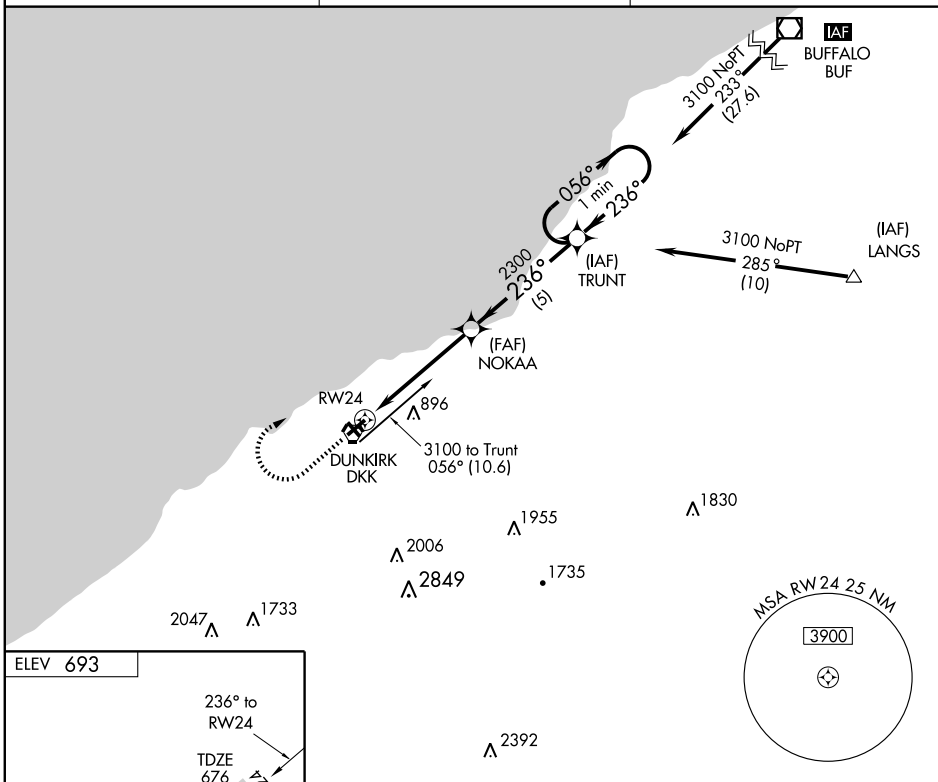 IAF
BUFFALO
BUF
3100 NoPT
233°
(27.6)
056°
1 min
236°
(IAF)
TRUNT
3100 NoPT
285°
(10)
(IAF)
LANGS
2300
236°
(5)
(FAF)
NOKAA
RW24
896
3100 to Trunt
056° (10.6)
DUNKIRK
DKK
1830
1955
2006
1735
2849
2047
1733
MSA RW 24 25 NM
3900
ELEV 693
236° to
RW24
TDZE
676
2392